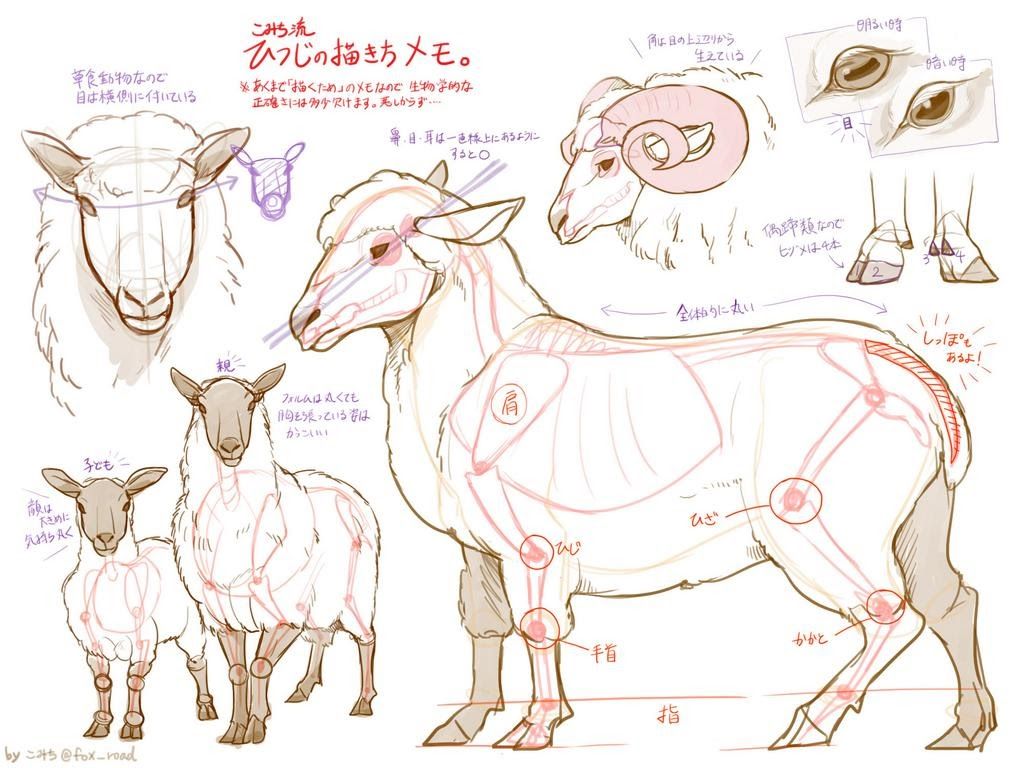 こみち流
ひつじの描きちメモ。
※あくまで「描くため」のメモなので 生物学的な
正確さには多少欠けます。悪しからず…
草食動物なので
目は横側に付いている
鼻・目・耳は一直線上にあるように
すると〇
角は目の上辺りから
生えている
明るい時
暗い時
目
偶蹄類なので
ヒヅメは4本
2
3
4
全体的に丸い
しっぽも
あるよ!
肩
親
フォルムは丸くても
胸を張っている姿は
かっこいい
子ども
顔は
大きめに
気持ち丸く
ひじ
ひざ
手首
かかと
指
by こみち@fox_road